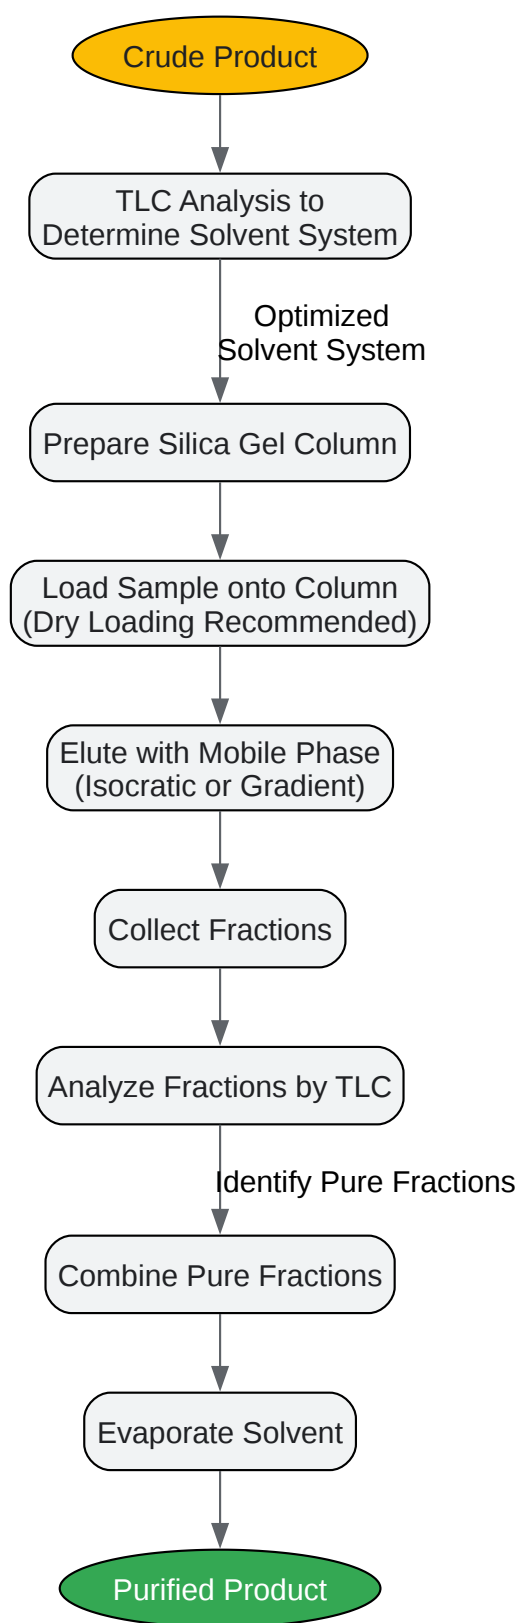 Crude Product
TLC Analysis to
Determine Solvent System
Optimized
Solvent System
Prepare Silica Gel Column
Load Sample onto Column
(Dry Loading Recommended)
Elute with Mobile Phase
(Isocratic or Gradient)
Collect Fractions
Analyze Fractions by TLC
Identify Pure Fractions
Combine Pure Fractions
Evaporate Solvent
Purified Product